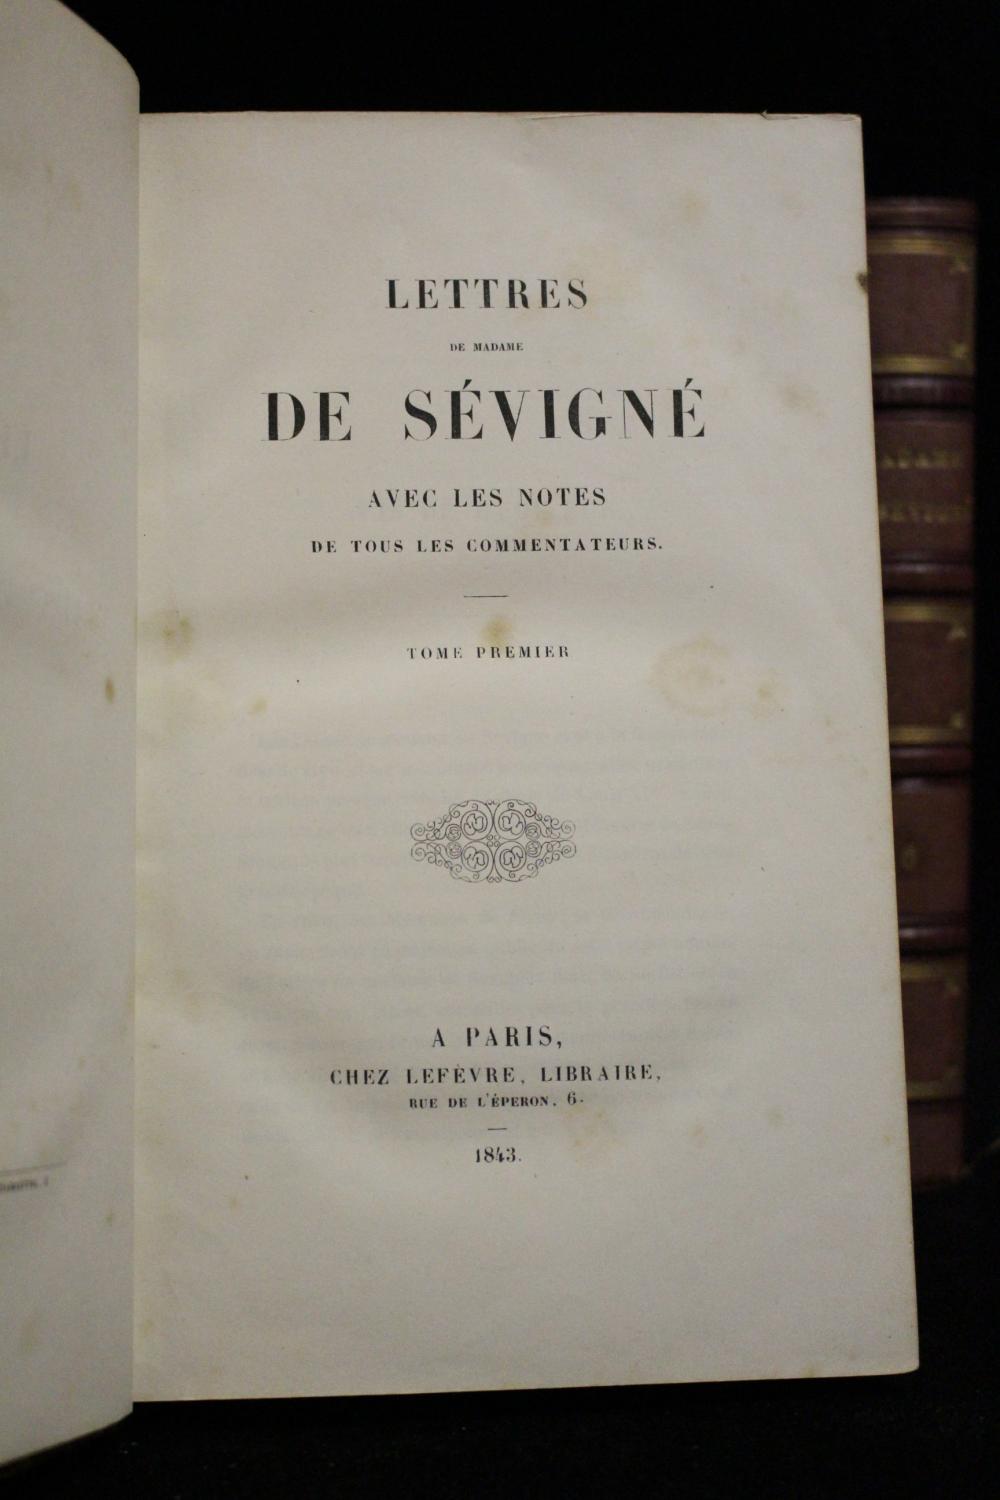 LETTRES
DE MADAME
DE SÉVIGNÉ
AVEC LES NOTES
DE TOUS LES COMMENTATEURS.
TOME PREMIER
A PARIS,
CHEZ LEFÈVRE, LIBRAIRE,
RUE DE L'ÉPERON, 6.
1843.